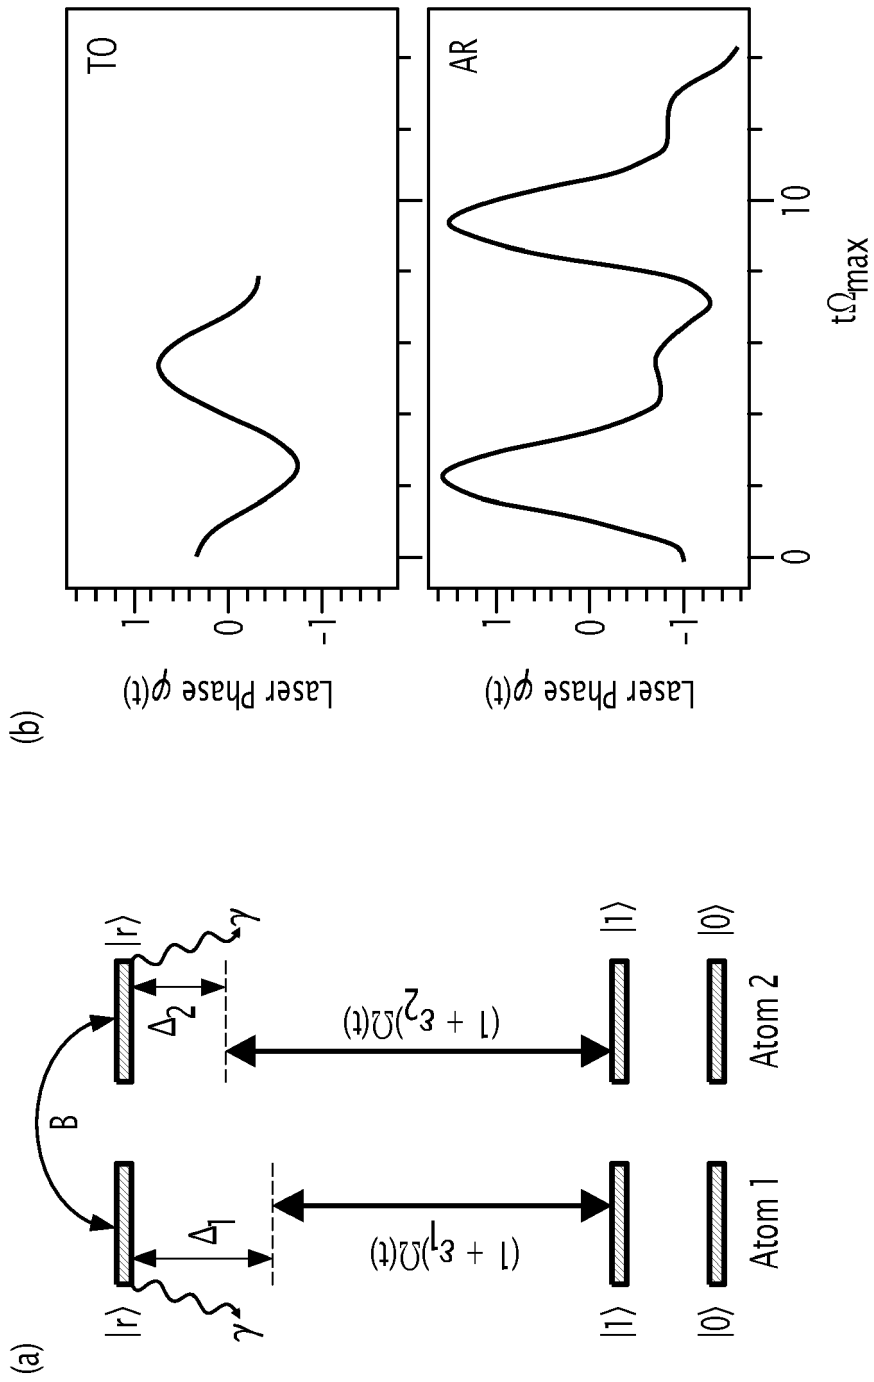 (a)
|r⟩
|r⟩
B
Δ1
Δ2
γ
γ
(1 + ε1)Ω(t)
(1 + ε2)Ω(t)
|1⟩
|1⟩
|0⟩
|0⟩
Atom 1
Atom 2
(b)
Laser Phase φ(t)
1
0
-1
TO
Laser Phase φ(t)
1
0
-1
AR
0
10
tΩmax